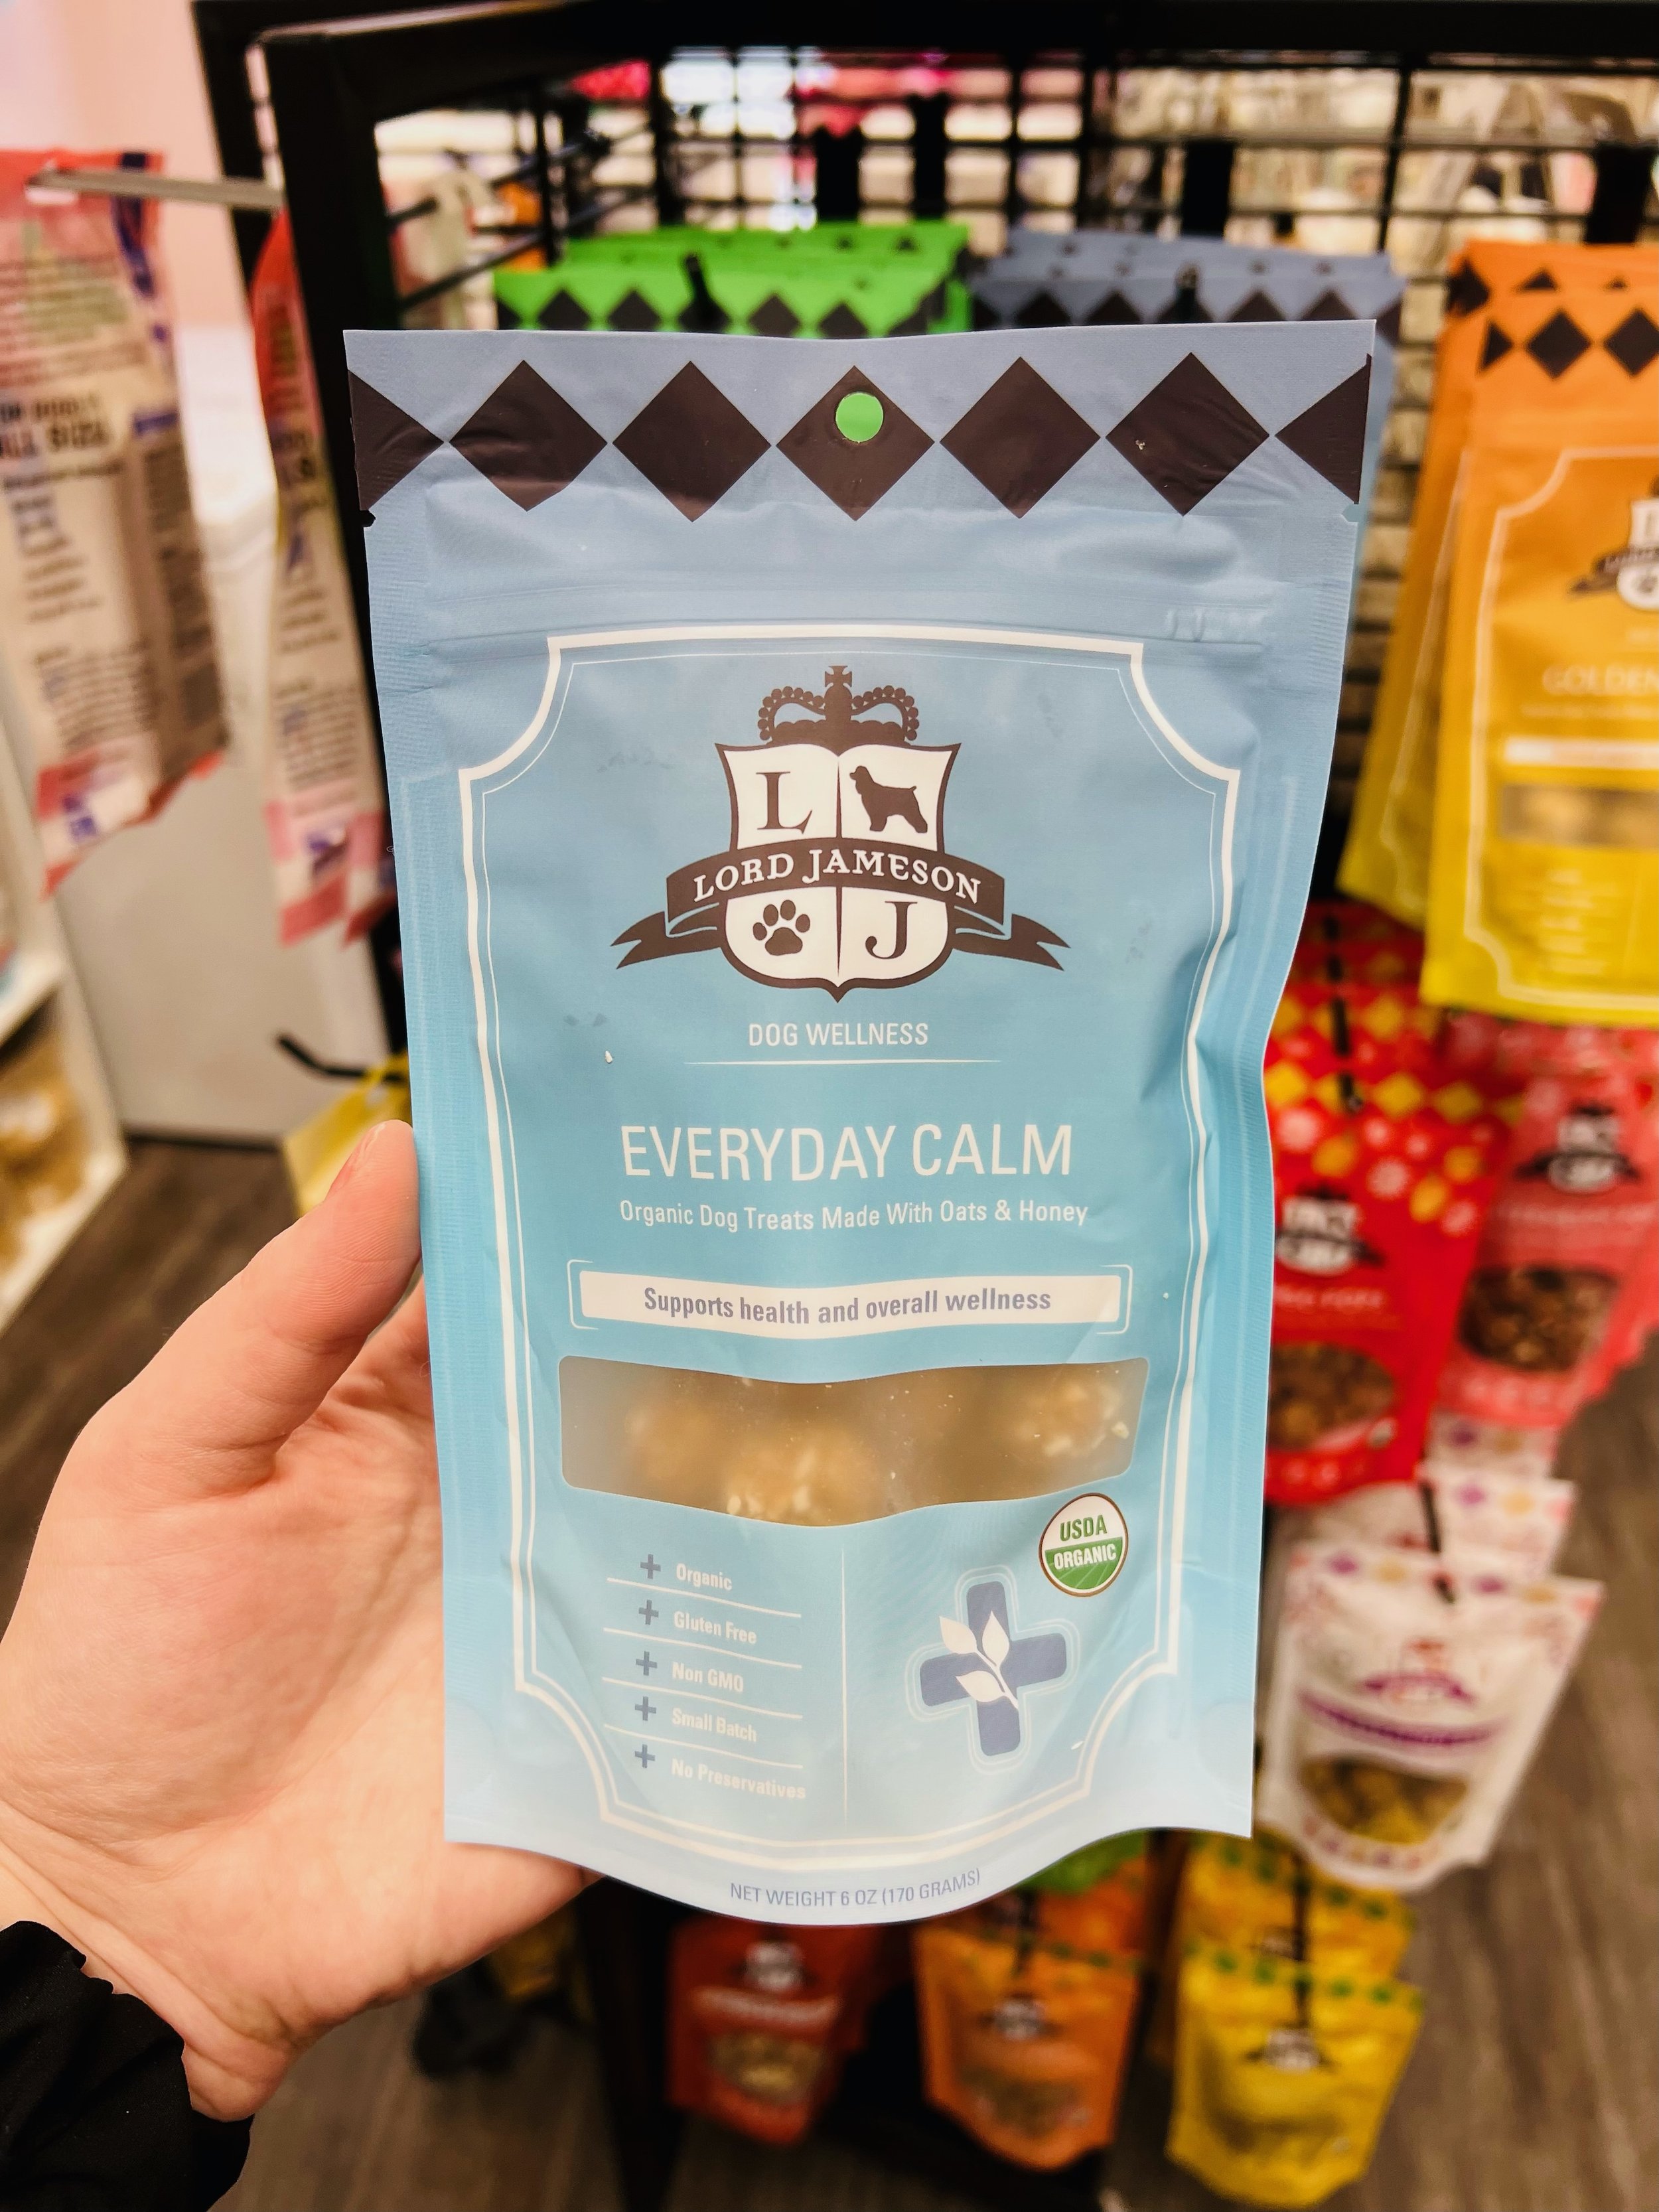 L
LORD JAMESON
J
DOG WELLNESS
EVERYDAY CALM
Organic Dog Treats Made With Oats & Honey
Supports health and overall wellness
USDA
ORGANIC
+ Organic
+ Gluten Free
+ Non GMO
+ Small Batch
+ No Preservatives
NET WEIGHT 6 OZ (170 GRAMS)
GOLDEN